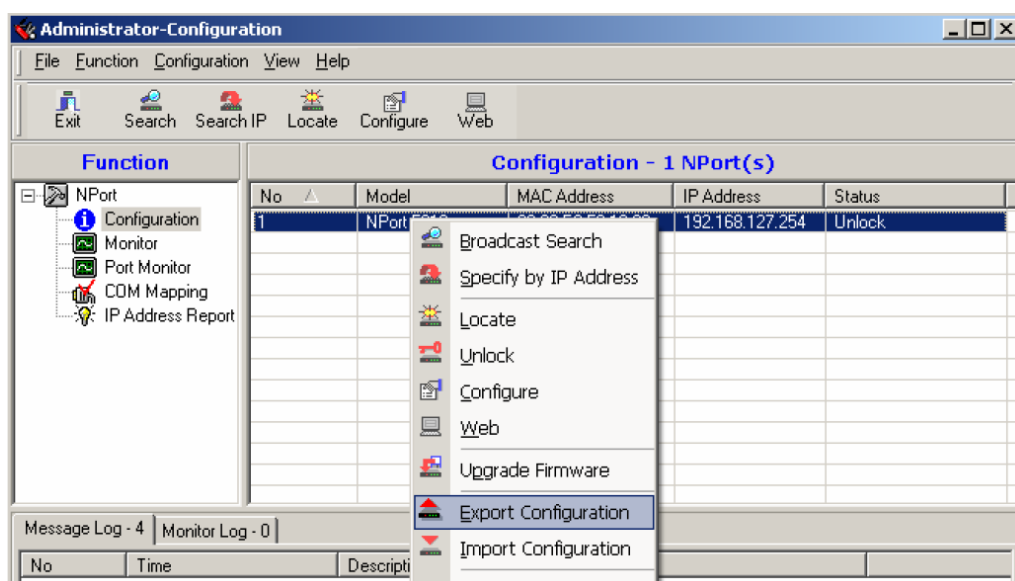 Administrator-Configuration
File Function Configuration View Help
Exit Search Search IP Locate Configure Web
Function
Configuration - 1 NPort(s)
NPort
Configuration
Monitor
Port Monitor
COM Mapping
IP Address Report
No Model MAC Address IP Address Status
1 NPort 192.168.127.254 Unlock
Broadcast Search
Specify by IP Address
Locate
Unlock
Configure
Web
Upgrade Firmware
Export Configuration
Import Configuration
Message Log - 4 Monitor Log - 0
No Time Descripti